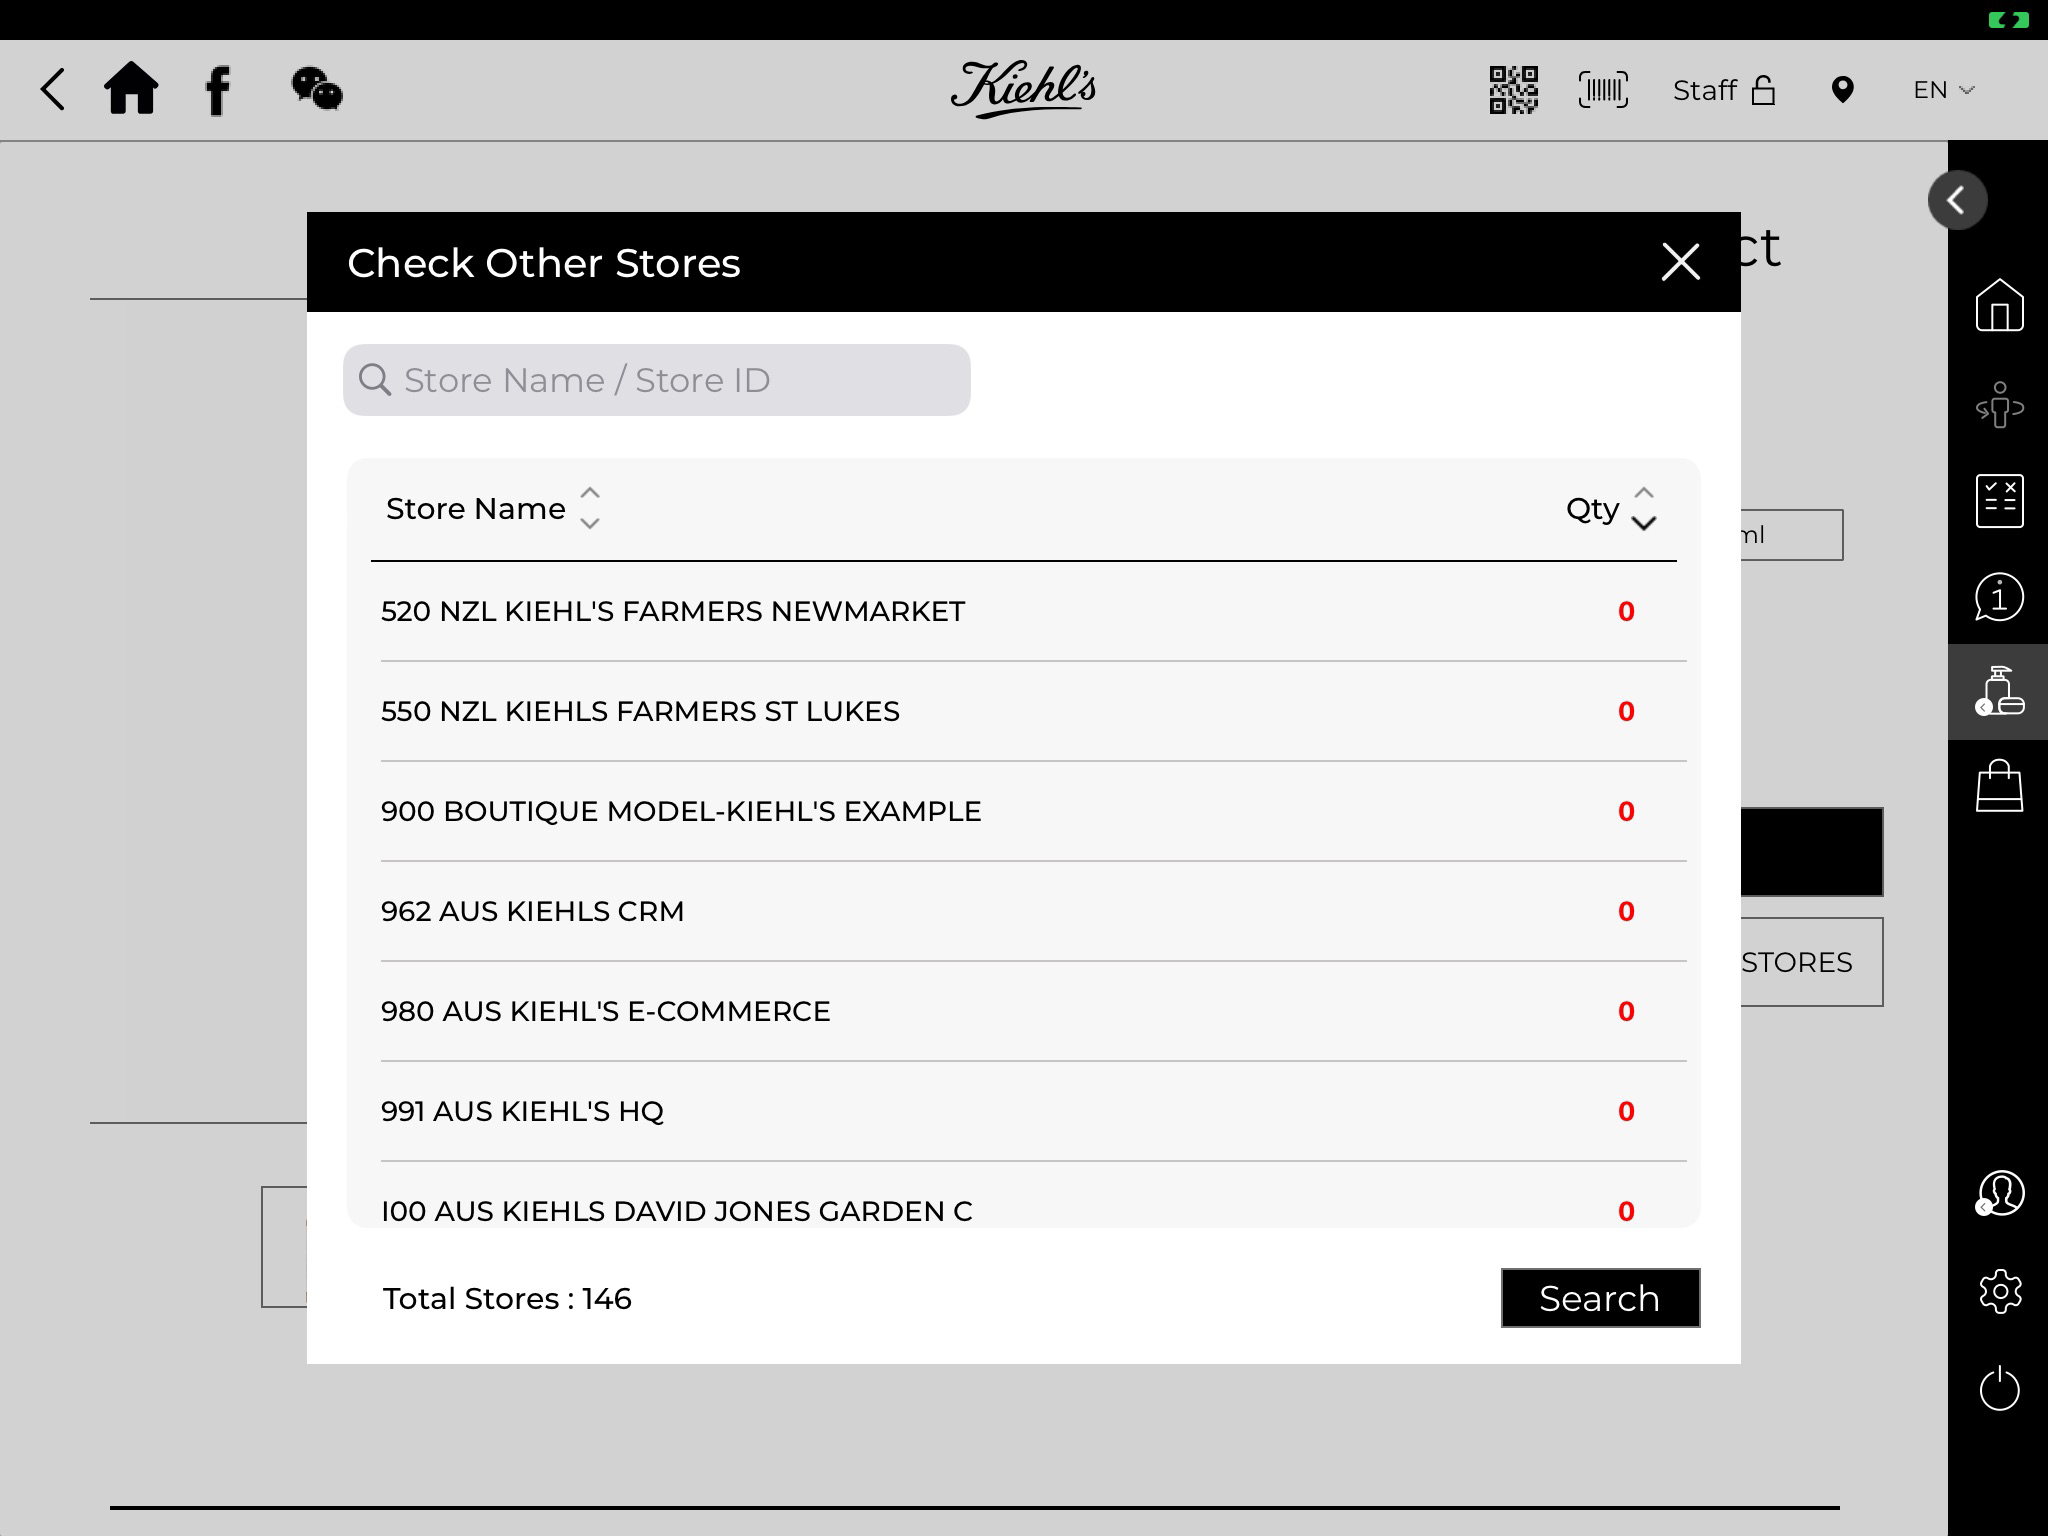 Kiehl's
Staff
EN
ct
Check Other Stores
Store Name / Store ID
Store Name
Qty
ml
520 NZL KIEHL'S FARMERS NEWMARKET 0
550 NZL KIEHLS FARMERS ST LUKES 0
900 BOUTIQUE MODEL-KIEHL'S EXAMPLE 0
962 AUS KIEHLS CRM 0
STORES
980 AUS KIEHL'S E-COMMERCE 0
991 AUS KIEHL'S HQ 0
I00 AUS KIEHLS DAVID JONES GARDEN C 0
Total Stores : 146
Search